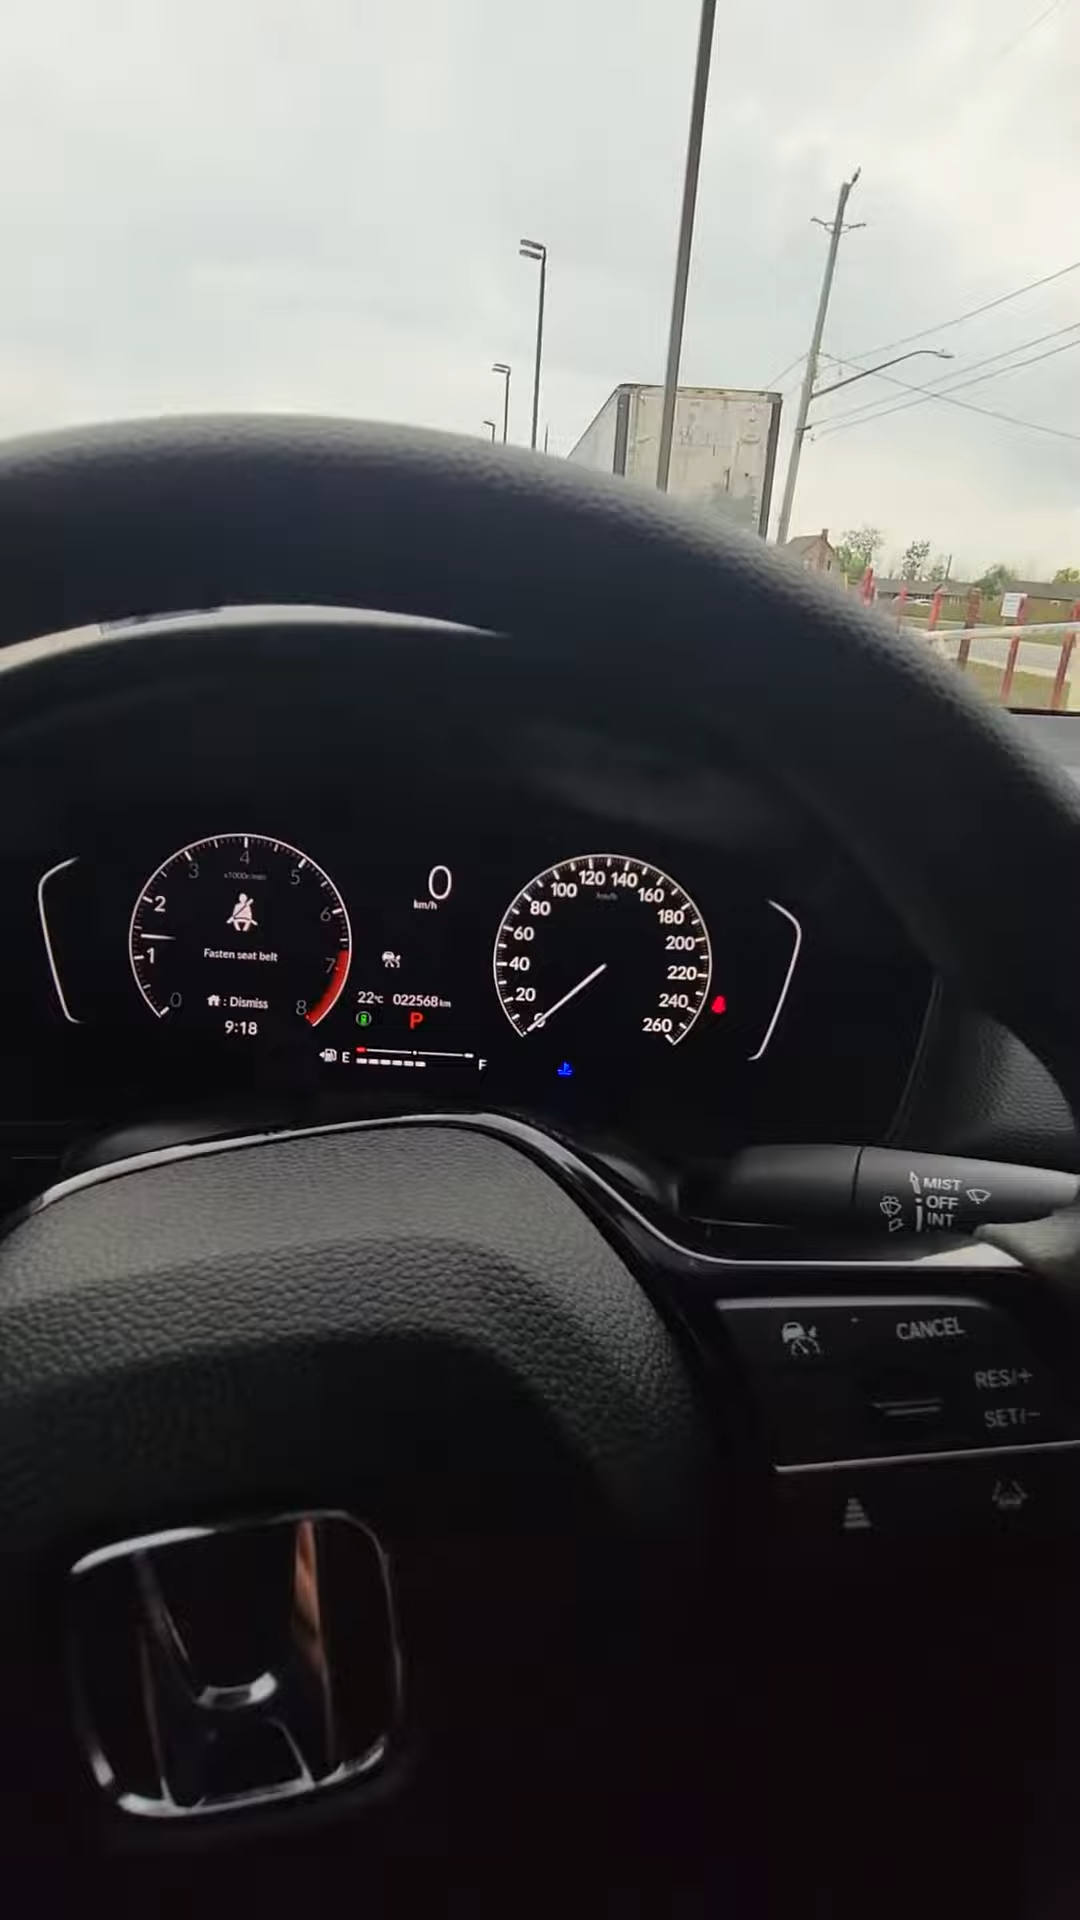 4
3
5
x1000r/min
2
6
1
7
0
8
Fasten seat belt
: Dismiss
9:18
0
km/h
22°C
022568 km
P
E
F
120 140
100
160
km/h
80
180
60
200
40
220
20
240
0
260
MIST
OFF
INT
CANCEL
RES/+
SET/−